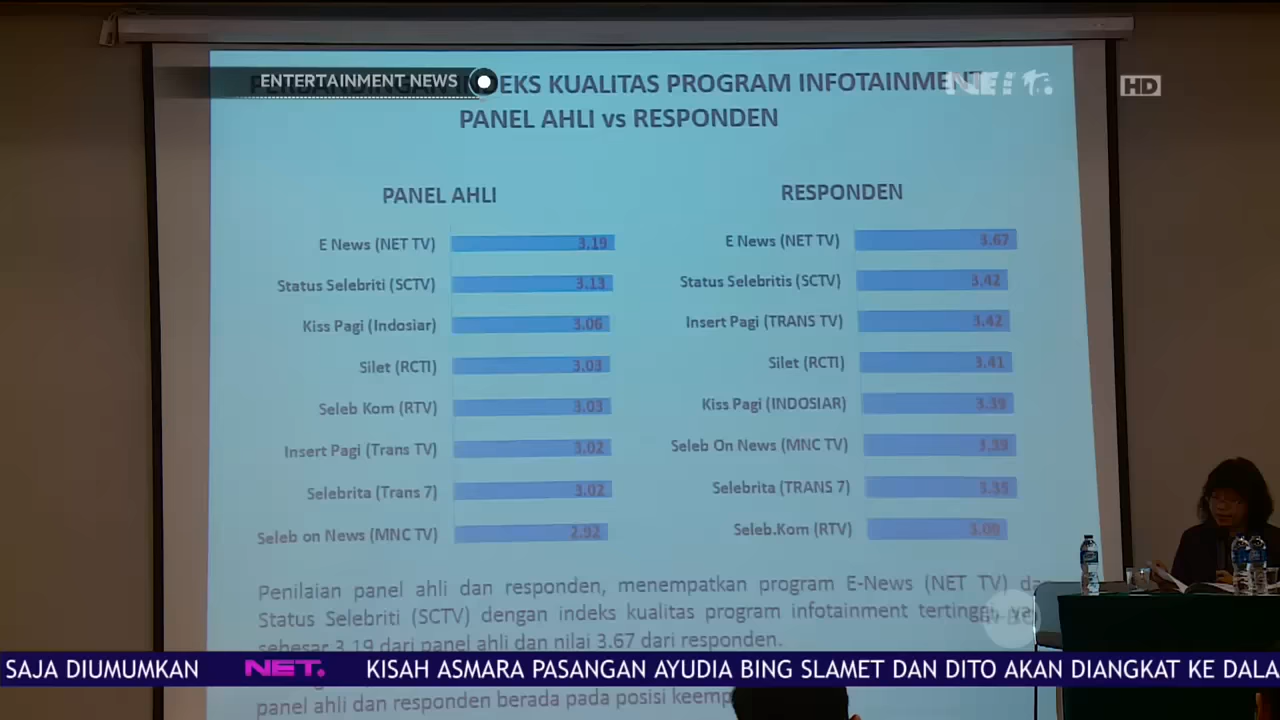 ENTERTAINMENT NEWS
INDEKS KUALITAS PROGRAM INFOTAINMENT
PANEL AHLI vs RESPONDEN
NET
HD
PANEL AHLI
E News (NET TV) 3.19
Status Selebriti (SCTV) 3.13
Kiss Pagi (Indosiar) 3.06
Silet (RCTI) 3.03
Seleb Kom (RTV) 3.03
Insert Pagi (Trans TV) 3.02
Selebrita (Trans 7) 3.02
Seleb on News (MNC TV) 2.92
RESPONDEN
E News (NET TV) 3.67
Status Selebritis (SCTV) 3.42
Insert Pagi (TRANS TV) 3.42
Silet (RCTI) 3.41
Kiss Pagi (INDOSIAR) 3.39
Seleb On News (MNC TV) 3.39
Selebrita (TRANS 7) 3.35
Seleb.Kom (RTV)
Penilaian panel ahli dan responden, menempatkan program E-News (NET TV)
Status Selebriti (SCTV) dengan indeks kualitas program infotainment tertinggi,
sebesar 3.19 dari panel ahli dan nilai 3.67 dari responden.
SAJA DIUMUMKAN NET. KISAH ASMARA PASANGAN AYUDIA BING SLAMET DAN DITO AKAN DIANGKAT KE DALA
panel ahli dan responden berada pada posisi